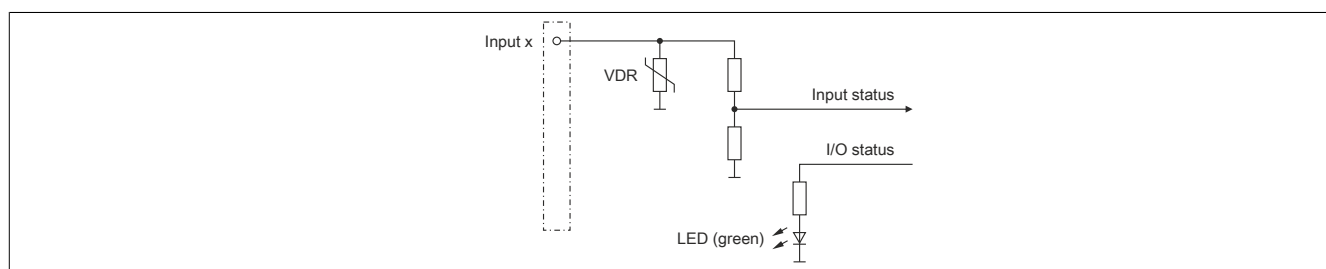 Input x
VDR
Input status
I/O status
LED (green)